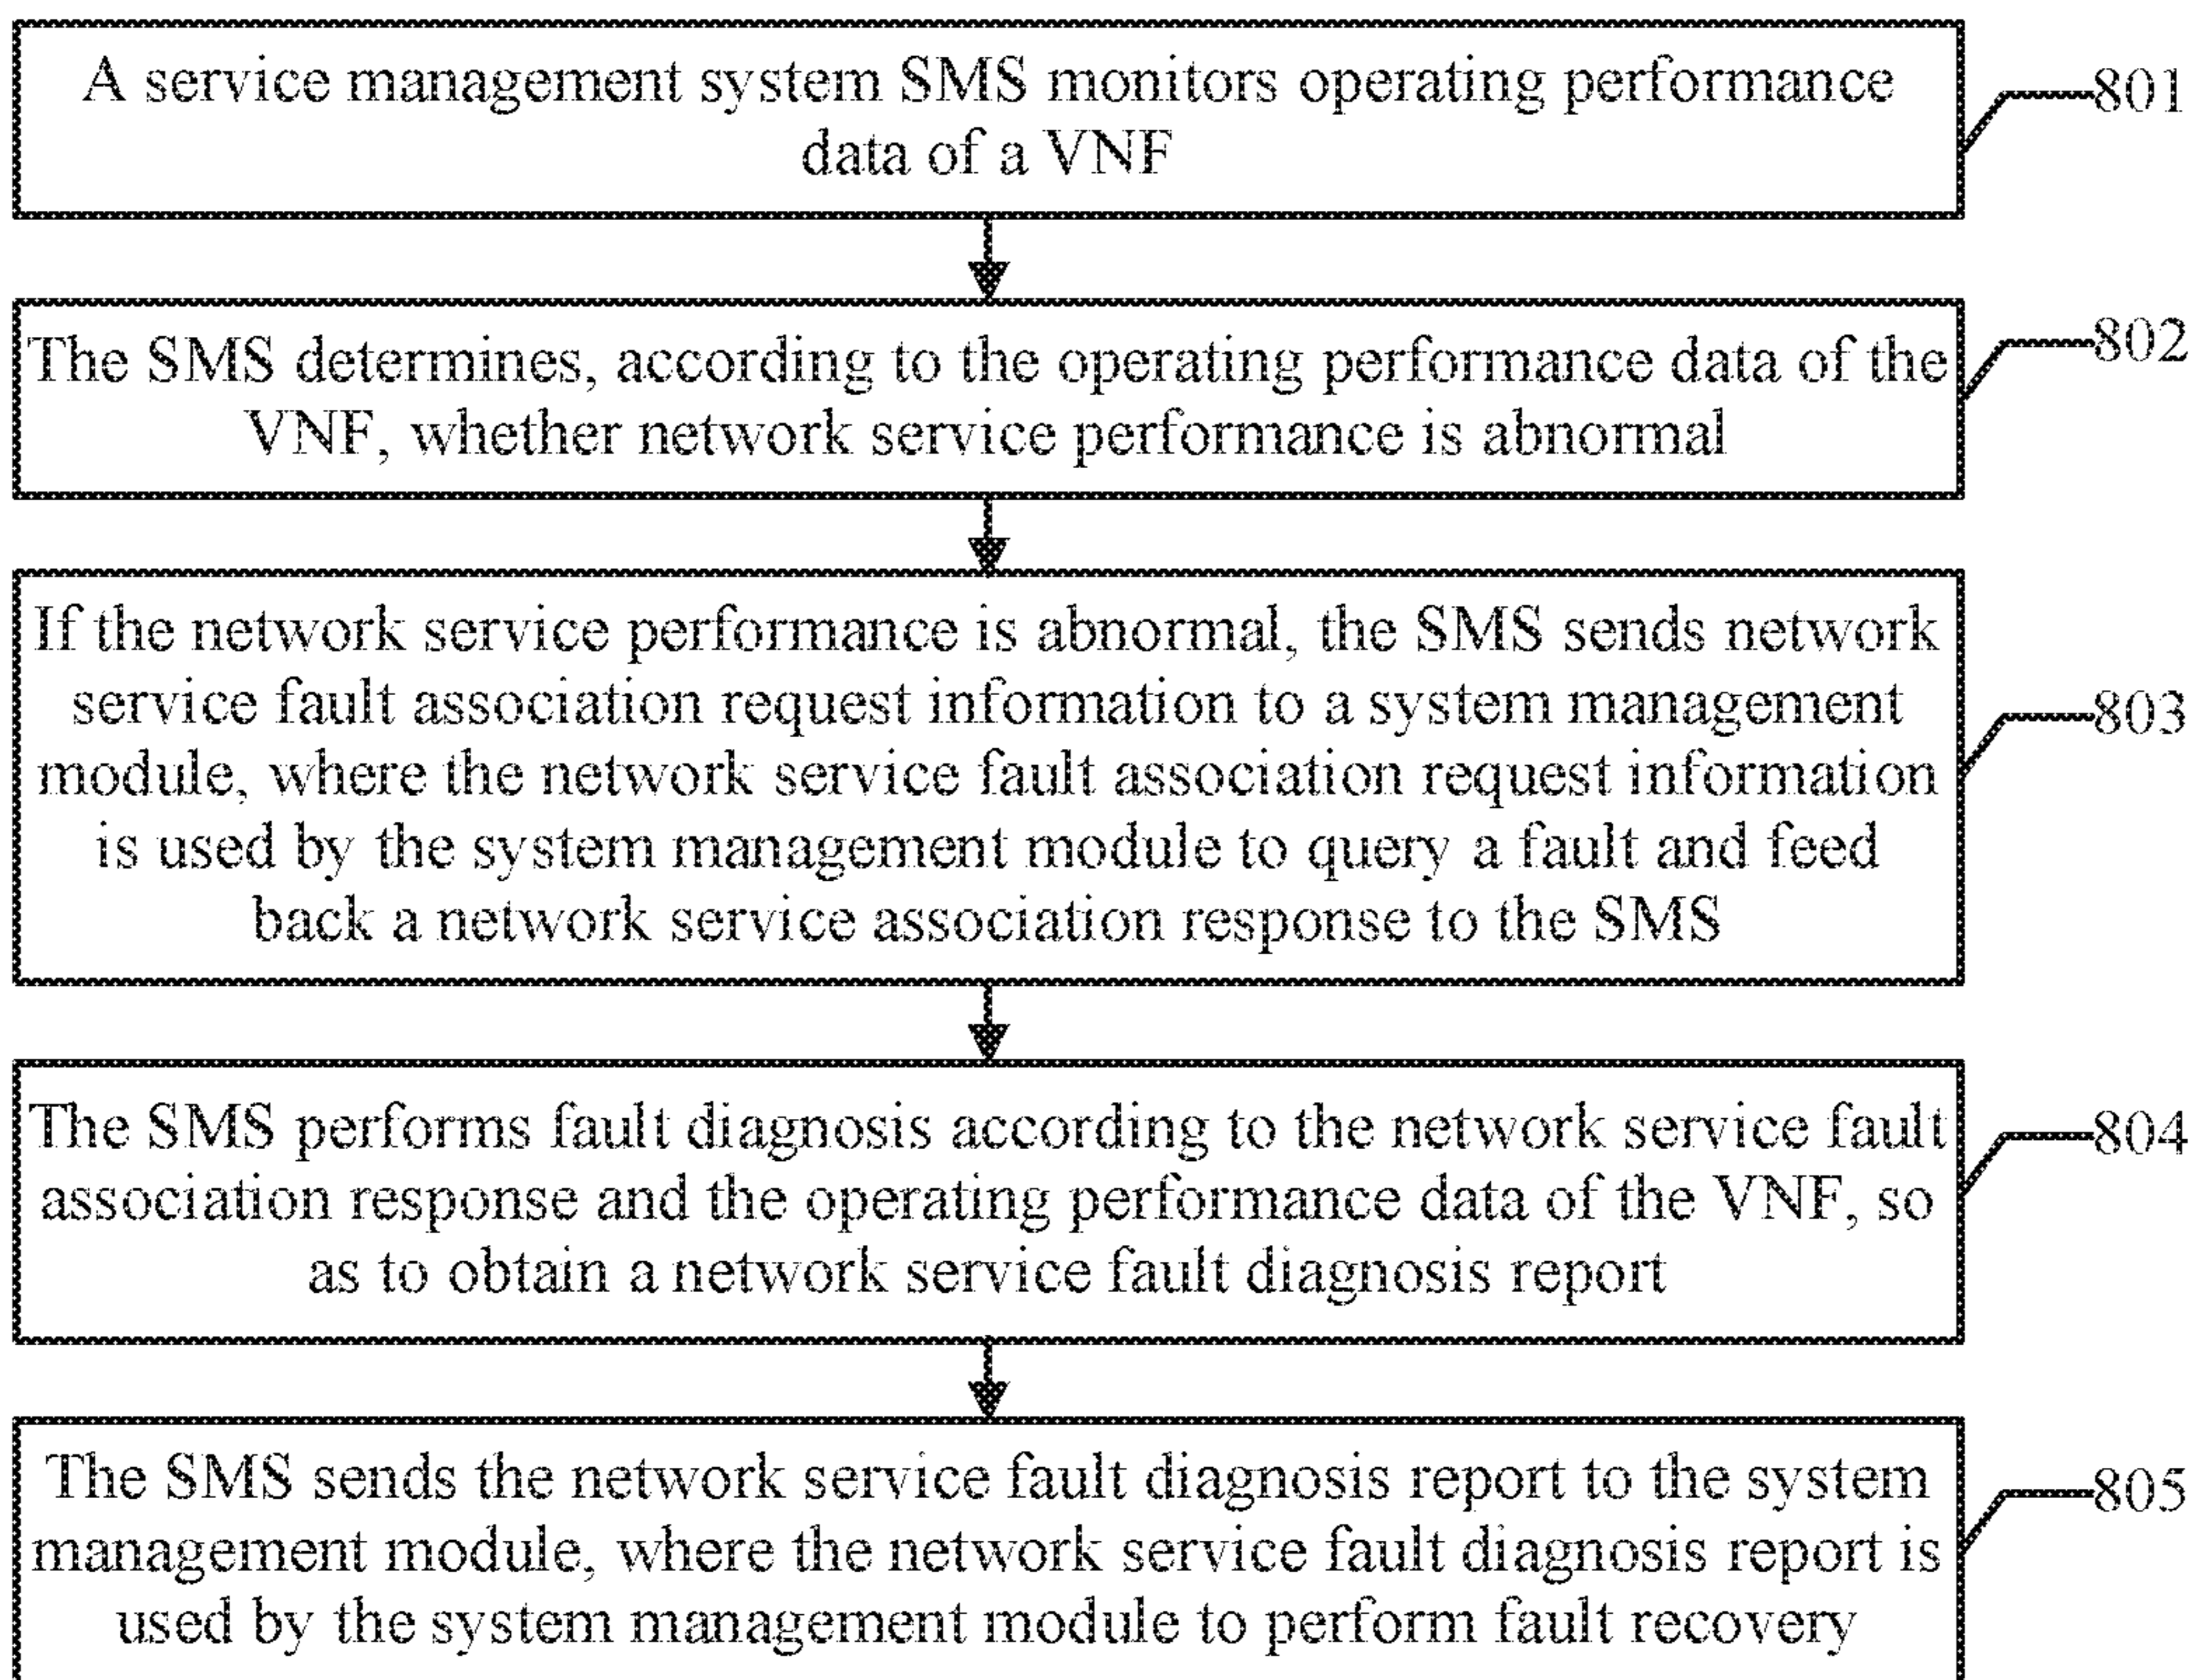 A service management system SMS monitors operating performance
data of a VNF
801
The SMS determines, according to the operating performance data of the
VNF, whether network service performance is abnormal
802
If the network service performance is abnormal, the SMS sends network
service fault association request information to a system management
module, where the network service fault association request information
is used by the system management module to query a fault and feed
back a network service association response to the SMS
803
The SMS performs fault diagnosis according to the network service fault
association response and the operating performance data of the VNF, so
as to obtain a network service fault diagnosis report
804
The SMS sends the network service fault diagnosis report to the system
management module, where the network service fault diagnosis report is
used by the system management module to perform fault recovery
805